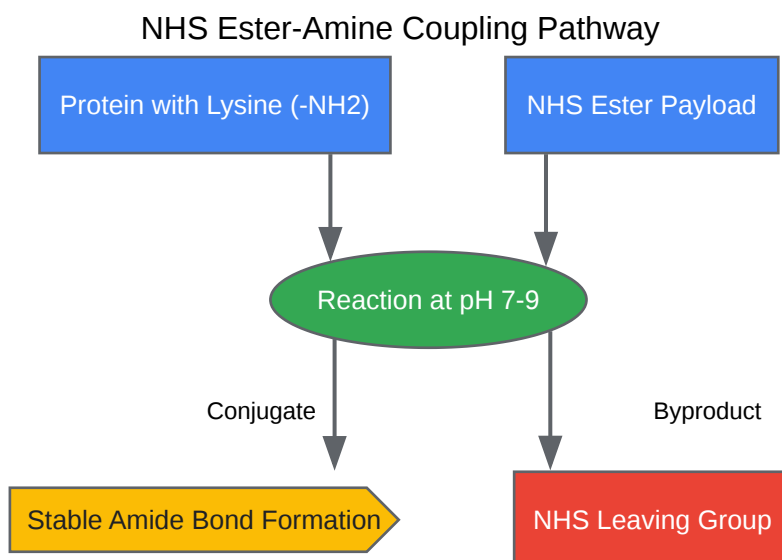 NHS Ester-Amine Coupling Pathway
Protein with Lysine (-NH2)
NHS Ester Payload
Reaction at pH 7-9
Conjugate
Byproduct
Stable Amide Bond Formation
NHS Leaving Group